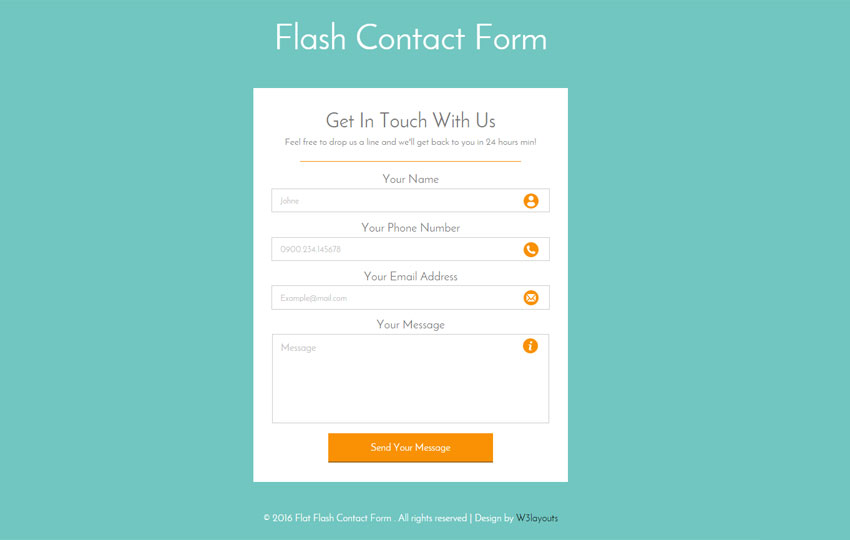 Flash Contact Form
Get In Touch With Us
Feel free to drop us a line and we'll get back to you in 24 hours min!
Your Name
Johne
Your Phone Number
0900.234.145678
Your Email Address
Example@mail.com
Your Message
Message
Send Your Message
© 2016 Flat Flash Contact Form . All rights reserved | Design by W3layouts